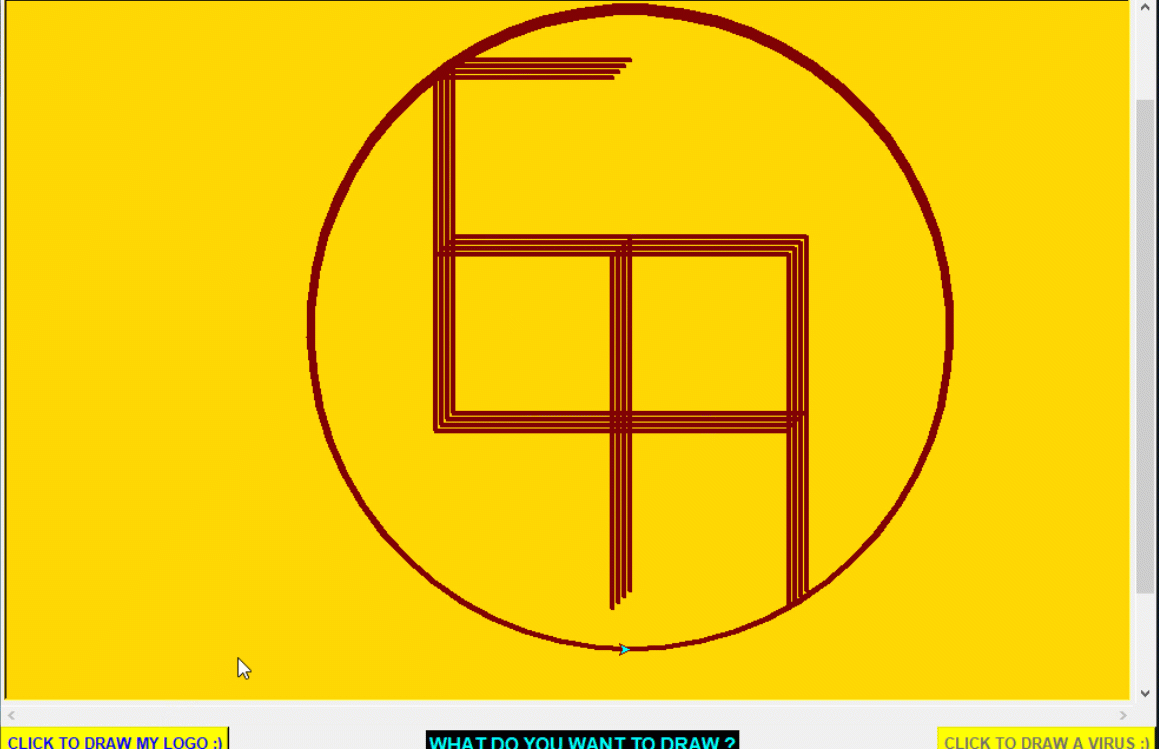 CLICK TO DRAW MY LOGO :)
WHAT DO YOU WANT TO DRAW ?
CLICK TO DRAW A VIRUS :)